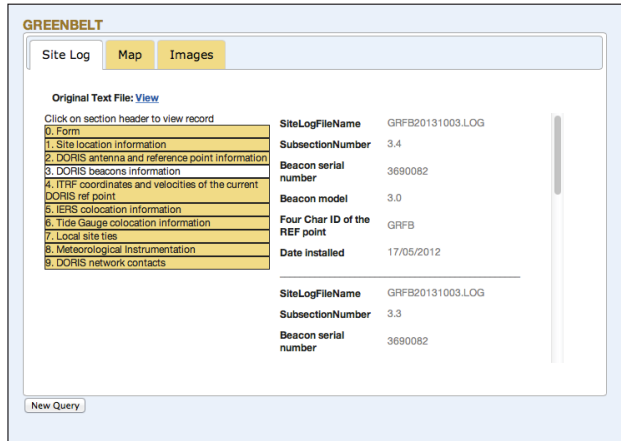 GREENBELT
Site Log Map Images
Original Text File: View
Click on section header to view record
0. Form
1. Site location information
2. DORIS antenna and reference point information
3. DORIS beacons information
4. ITRF coordinates and velocities of the current
DORIS ref point
5. IERS colocation information
6. Tide Gauge colocation information
7. Local site ties
8. Meteorological Instrumentation
9. DORIS network contacts
SiteLogFileName GRFB20131003.LOG
SubsectionNumber 3.4
Beacon serial
number 3690082
Beacon model 3.0
Four Char ID of the
REF point GRFB
Date installed 17/05/2012
SiteLogFileName GRFB20131003.LOG
SubsectionNumber 3.3
Beacon serial
number 3690082
New Query